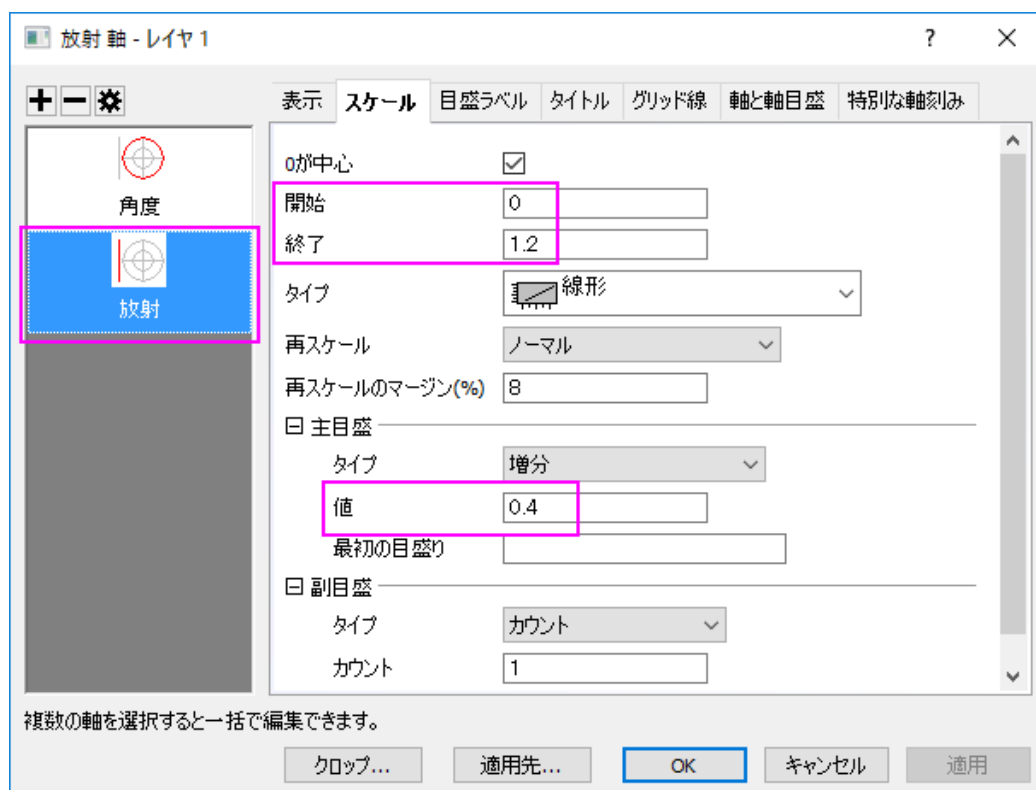 放射 軸 - レイヤ 1
表示 スケール 目盛ラベル タイトル グリッド線 軸と軸目盛 特別な軸刻み
角度
放射
0が中心
開始 0
終了 1.2
タイプ 線形
再スケール ノーマル
再スケールのマージン(%) 8
主目盛
タイプ 増分
値 0.4
最初の目盛り
副目盛
タイプ カウント
カウント 1
複数の軸を選択すると一括で編集できます。
クロップ... 適用先... OK キャンセル 適用